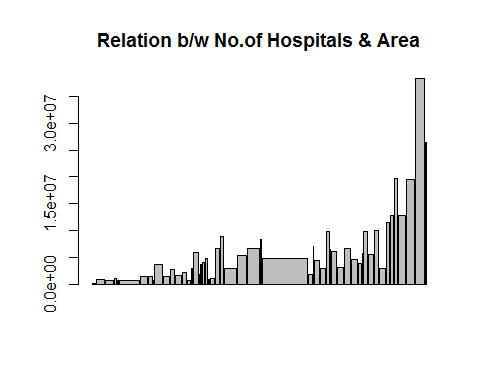 Relation b/w No.of Hospitals & Area
3.0e+07
1.5e+07
0.0e+00